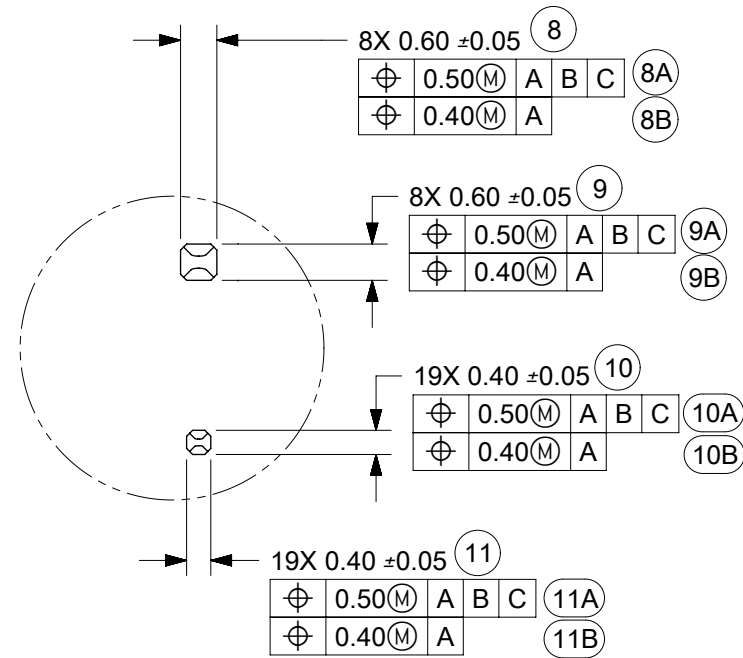 8X 0.60 ±0.05 8
⌖ 0.50Ⓜ A B C 8A
⌖ 0.40Ⓜ A 8B
8X 0.60 ±0.05 9
⌖ 0.50Ⓜ A B C 9A
⌖ 0.40Ⓜ A 9B
19X 0.40 ±0.05 10
⌖ 0.50Ⓜ A B C 10A
⌖ 0.40Ⓜ A 10B
19X 0.40 ±0.05 11
⌖ 0.50Ⓜ A B C 11A
⌖ 0.40Ⓜ A 11B